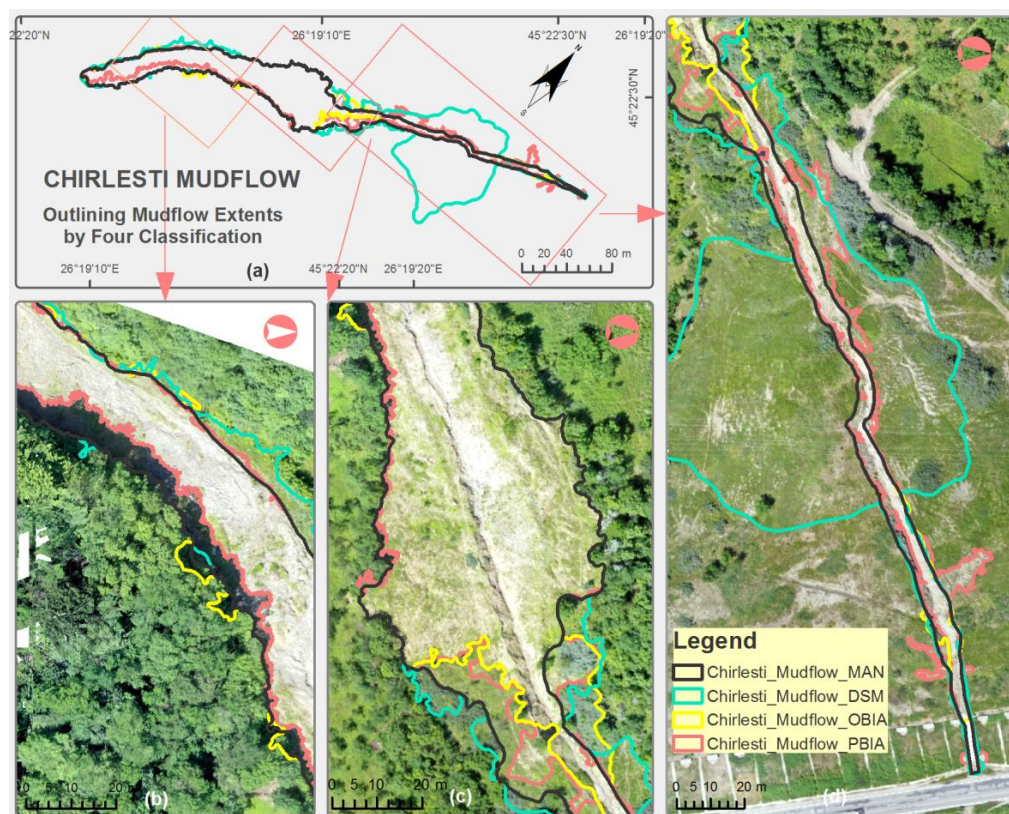 22'20"N
26°19'10"E
45°22'30"N
26°19'20"
45°22'30"N
N
S
CHIRLESTI MUDFLOW
Outlining Mudflow Extents
by Four Classification
(a)
0 20 40 80 m
26°19'10"E
45°22'20"N
26°19'20"E
0 5 10 20 m
(b)
0 5 10 20 m
(c)
Legend
Chirlesti_Mudflow_MAN
Chirlesti_Mudflow_DSM
Chirlesti_Mudflow_OBIA
Chirlesti_Mudflow_PBIA
0 5 10 20 m
(d)